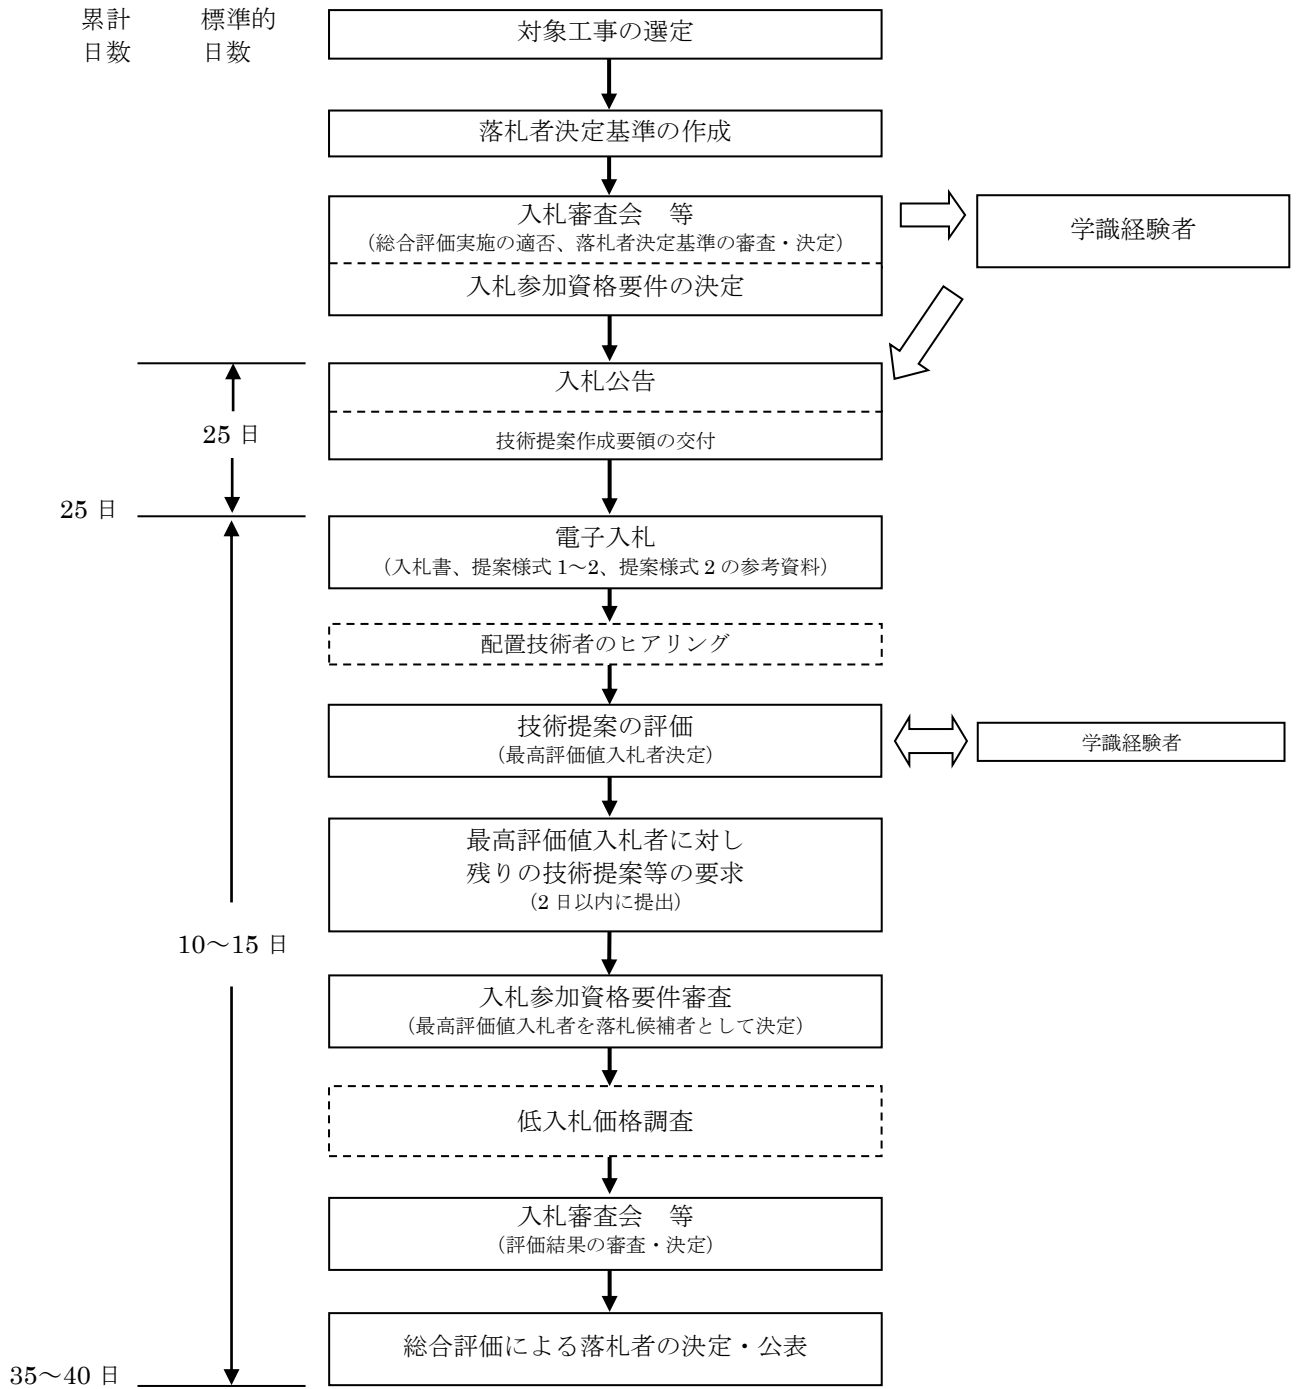 累計
日数
標準的
日数
対象工事の選定
落札者決定基準の作成
入札審査会　等
（総合評価実施の適否、落札者決定基準の審査・決定）
入札参加資格要件の決定
学識経験者
入札公告
技術提案作成要領の交付
25 日
25 日
電子入札
（入札書、提案様式 1～2、提案様式 2 の参考資料）
配置技術者のヒアリング
技術提案の評価
（最高評価値入札者決定）
学識経験者
最高評価値入札者に対し
残りの技術提案等の要求
（2 日以内に提出）
10～15 日
入札参加資格要件審査
（最高評価値入札者を落札候補者として決定）
低入札価格調査
入札審査会　等
（評価結果の審査・決定）
総合評価による落札者の決定・公表
35～40 日